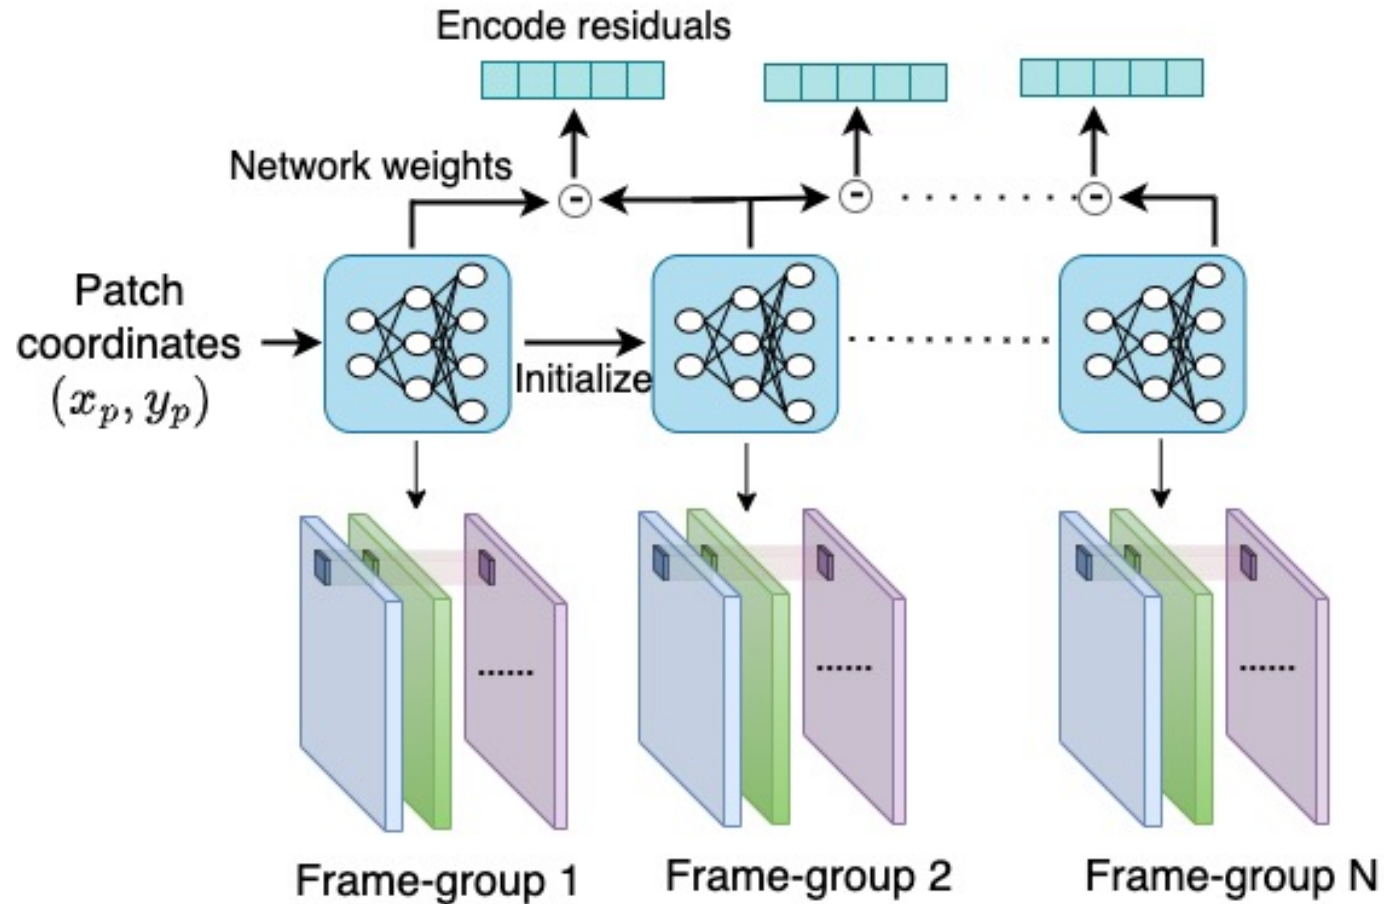 Encode residuals
Network weights
Patch
coordinates
(x_p, y_p)
Initialize
Frame-group 1
Frame-group 2
Frame-group N